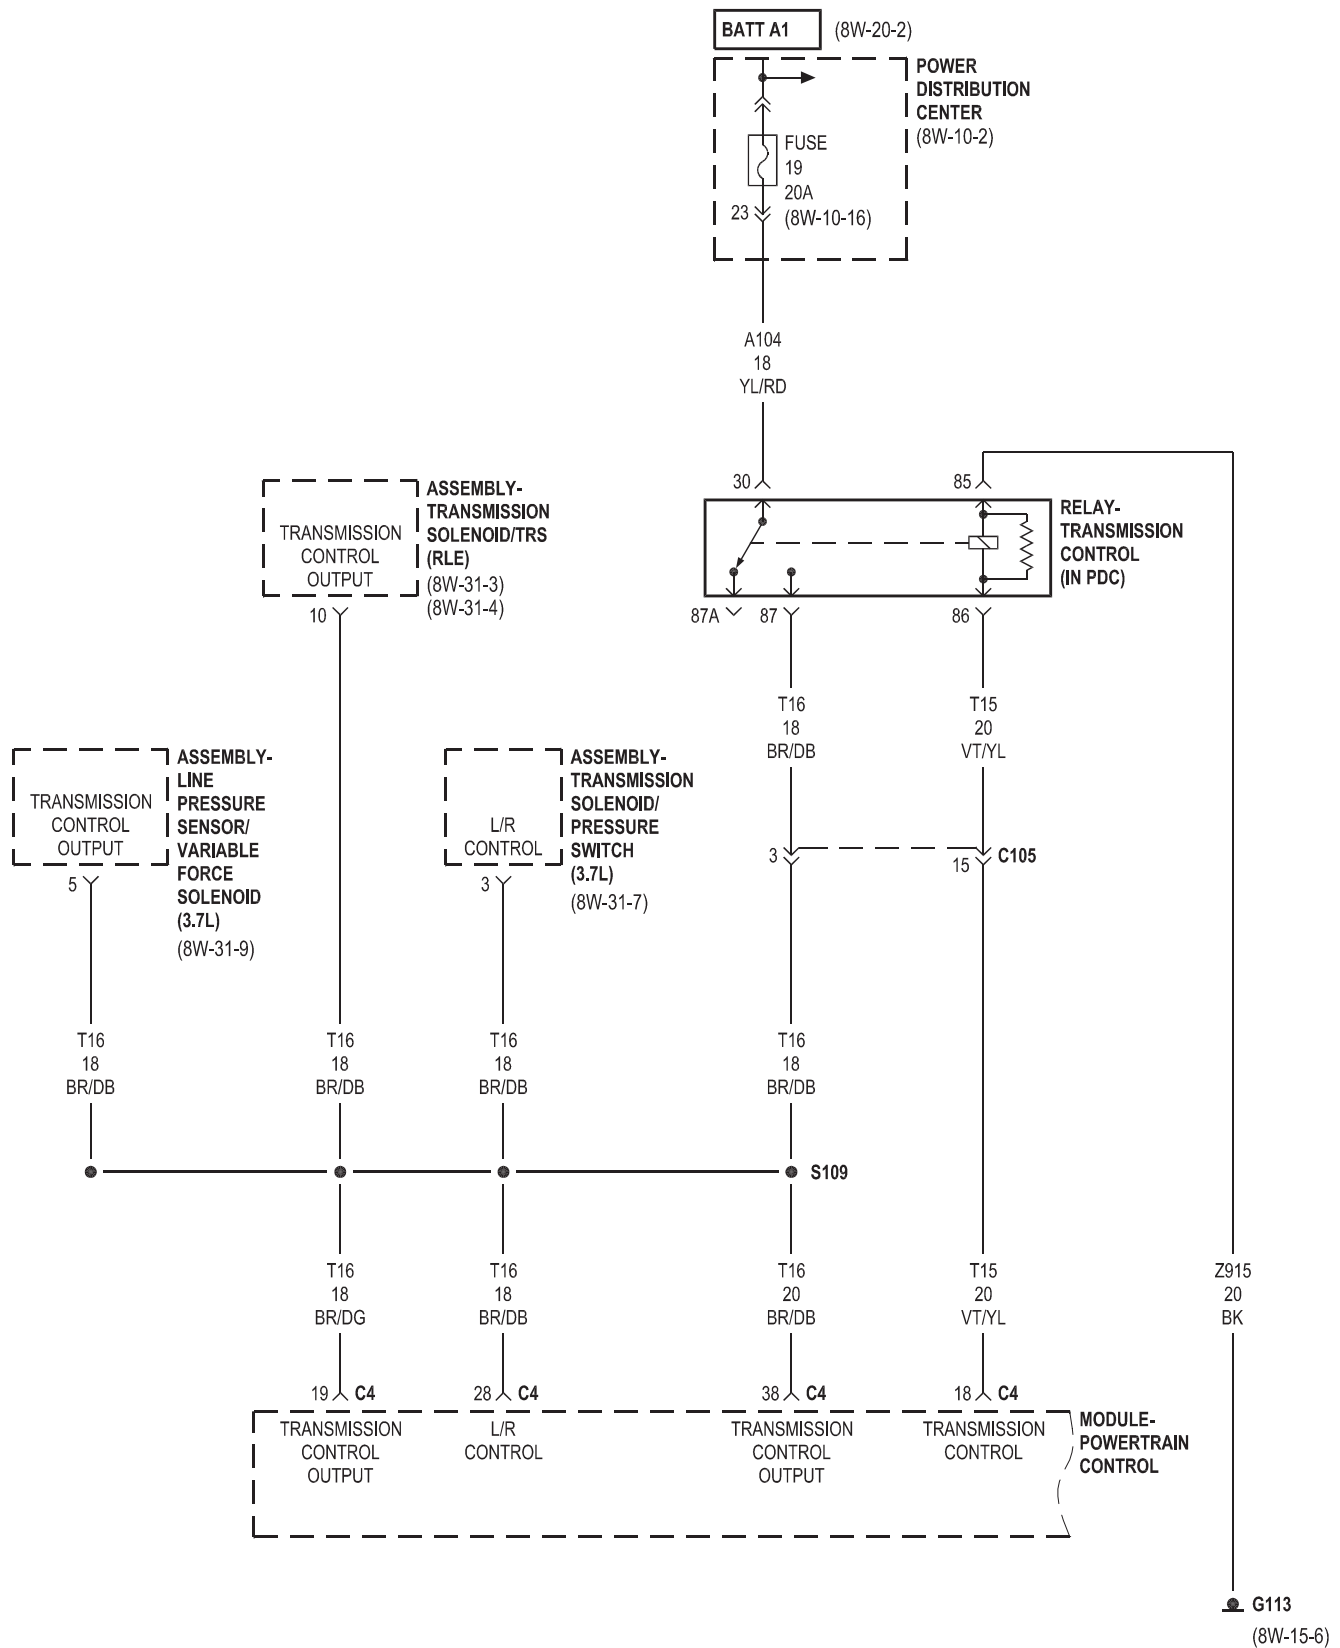 BATT A1 (8W-20-2)
POWER
DISTRIBUTION
CENTER
(8W-10-2)
FUSE
19
20A
(8W-10-16)
23
A104
18
YL/RD
30
85
RELAY-
TRANSMISSION
CONTROL
(IN PDC)
87A
87
86
ASSEMBLY-
TRANSMISSION
SOLENOID/TRS
(RLE)
(8W-31-3)
(8W-31-4)
TRANSMISSION
CONTROL
OUTPUT
10
T16
18
BR/DB
T15
20
VT/YL
ASSEMBLY-
LINE
PRESSURE
SENSOR/
VARIABLE
FORCE
SOLENOID
(3.7L)
(8W-31-9)
TRANSMISSION
CONTROL
OUTPUT
5
ASSEMBLY-
TRANSMISSION
SOLENOID/
PRESSURE
SWITCH
(3.7L)
(8W-31-7)
L/R
CONTROL
3
3
15
C105
T16
18
BR/DB
T16
18
BR/DB
T16
18
BR/DB
T16
18
BR/DB
S109
T16
18
BR/DG
T16
18
BR/DB
T16
20
BR/DB
T15
20
VT/YL
Z915
20
BK
19 C4
28 C4
38 C4
18 C4
TRANSMISSION
CONTROL
OUTPUT
L/R
CONTROL
TRANSMISSION
CONTROL
OUTPUT
TRANSMISSION
CONTROL
MODULE-
POWERTRAIN
CONTROL
G113
(8W-15-6)